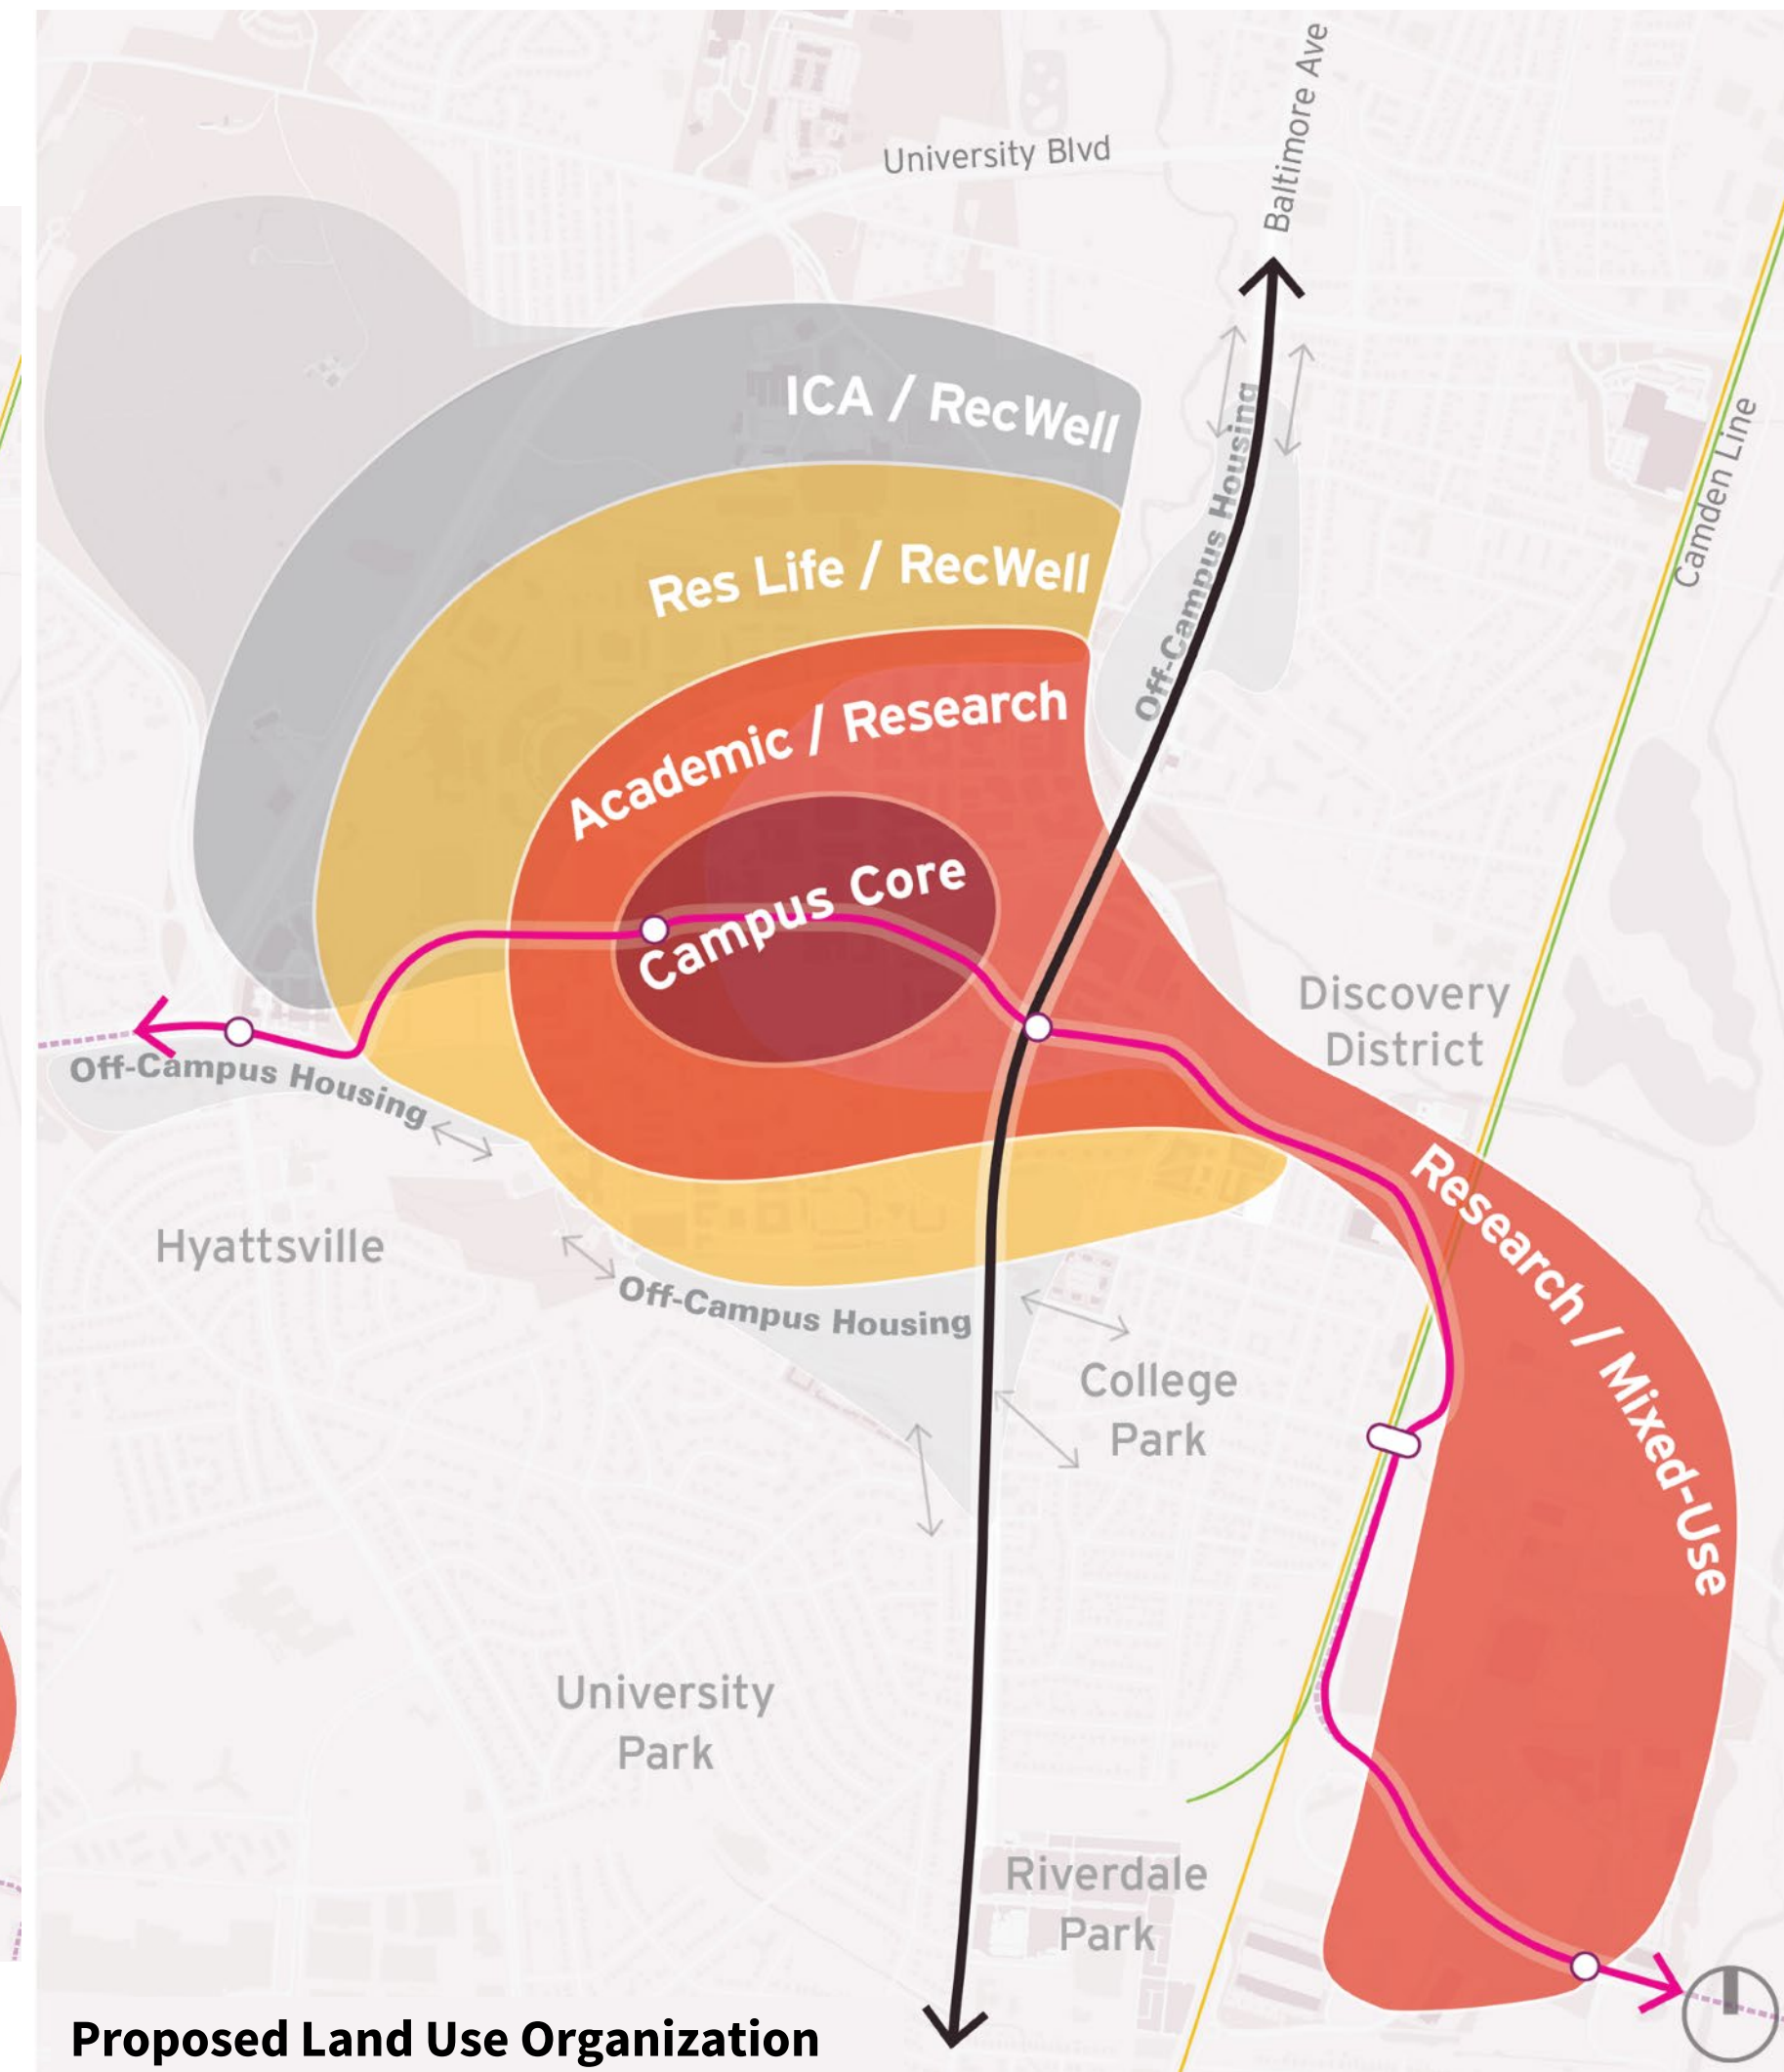 University Blvd
Baltimore Ave
ICA / RecWell
Off-Campus Housing
Camden Line
Res Life / RecWell
Academic / Research
Campus Core
Discovery
District
Off-Campus Housing
Research / Mixed-Use
Hyattsville
Off-Campus Housing
College
Park
University
Park
Riverdale
Park
Proposed Land Use Organization